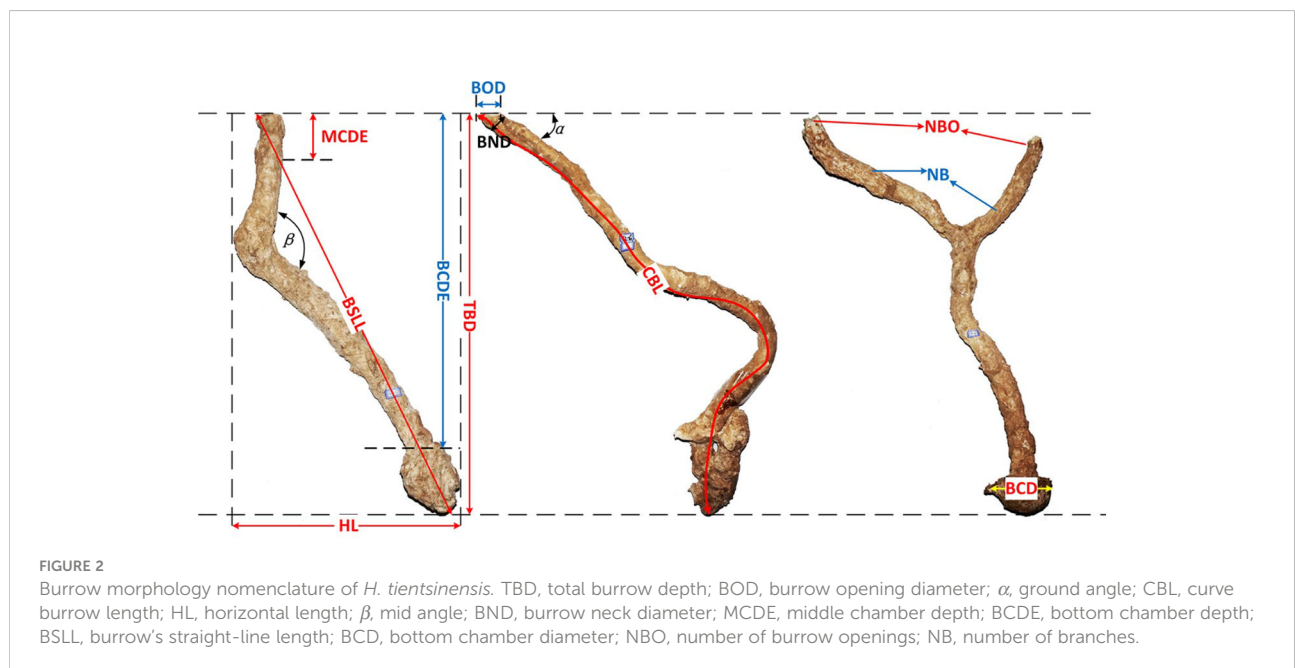 BOD
MCDE
α
BND
NBO
NB
β
BCDE
TBD
CBL
BSLL
BCD
HL
FIGURE 2
Burrow morphology nomenclature of H. tientsinensis. TBD, total burrow depth; BOD, burrow opening diameter; α, ground angle; CBL, curve
burrow length; HL, horizontal length; β, mid angle; BND, burrow neck diameter; MCDE, middle chamber depth; BCDE, bottom chamber depth;
BSLL, burrow's straight-line length; BCD, bottom chamber diameter; NBO, number of burrow openings; NB, number of branches.